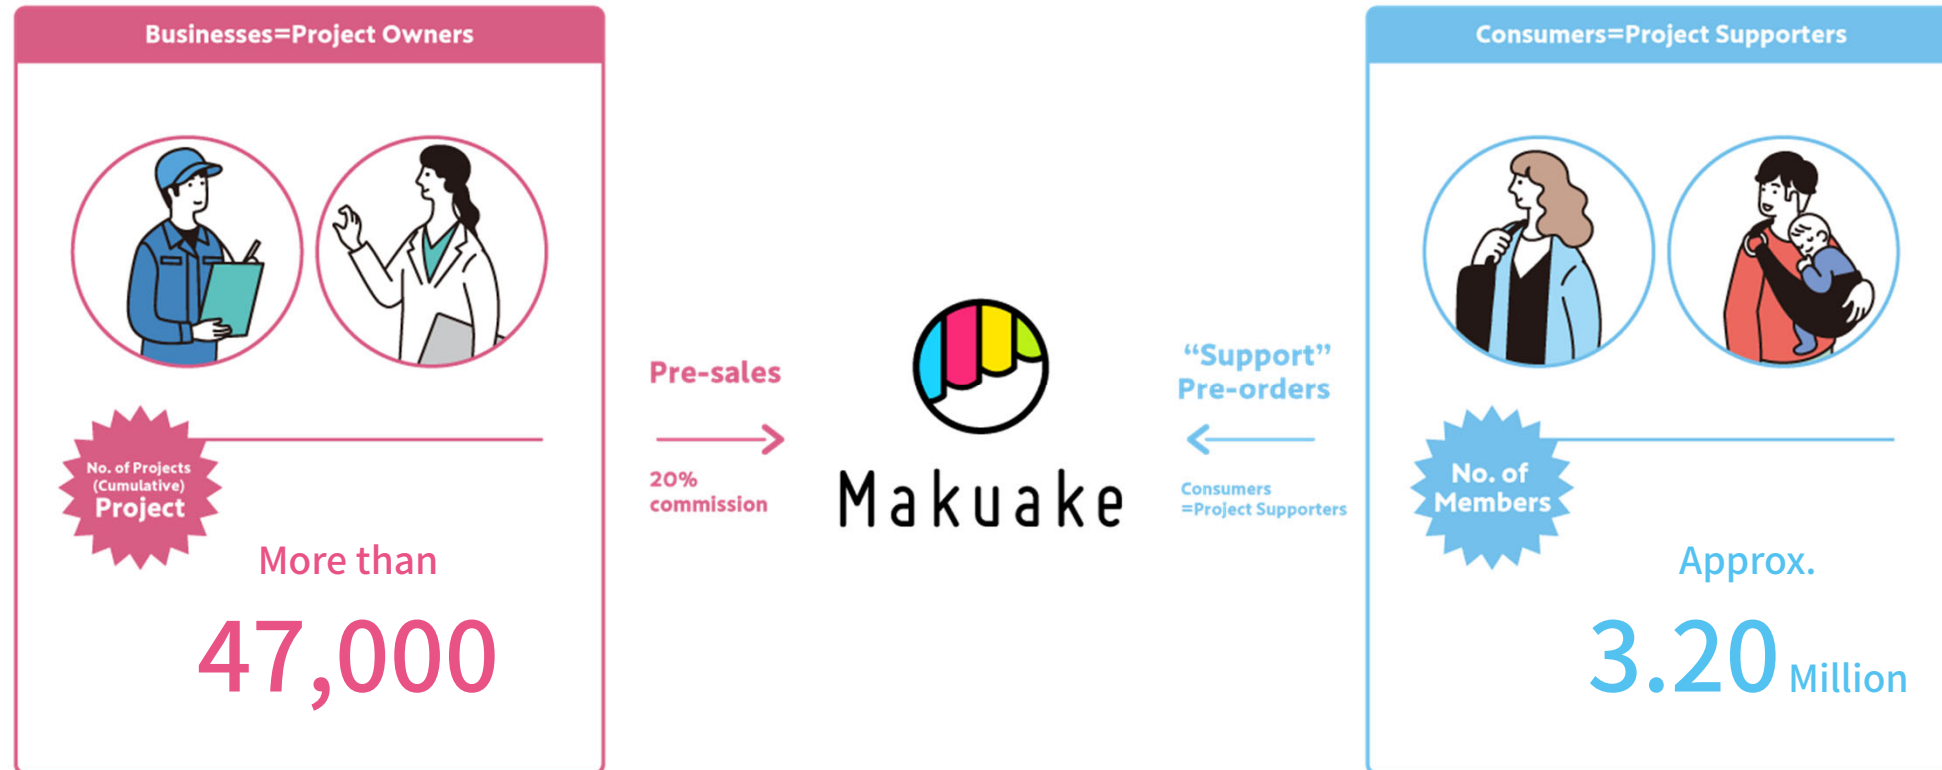 Businesses=Project Owners
No. of Projects
(Cumulative)
Project
More than
47,000
Pre-sales
20%
commission
Makuake
“Support”
Pre-orders
Consumers
=Project Supporters
Consumers=Project Supporters
No. of
Members
Approx.
3.20 Million